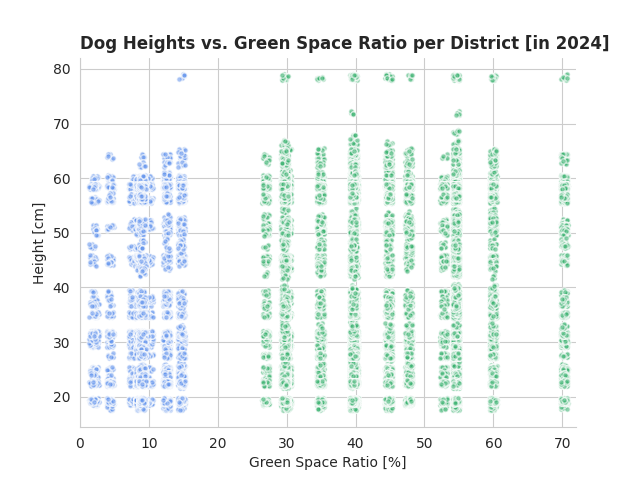 Dog Heights vs. Green Space Ratio per District [in 2024]
80
70
60
50
40
30
20
Height [cm]
0 10 20 30 40 50 60 70
Green Space Ratio [%]